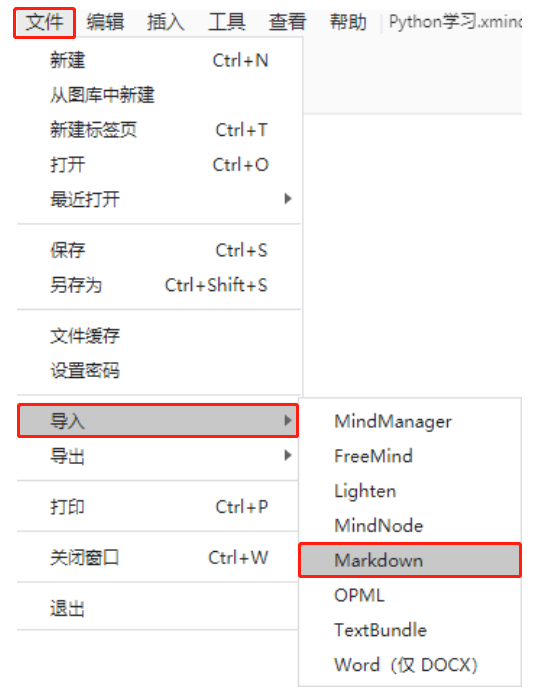 文件 编辑 插入 工具 查看 帮助 Python学习.xmind
新建 Ctrl+N
从图库中新建
新建标签页 Ctrl+T
打开 Ctrl+O
最近打开
保存 Ctrl+S
另存为 Ctrl+Shift+S
文件缓存
设置密码
导入
导出
打印 Ctrl+P
关闭窗口 Ctrl+W
退出
MindManager
FreeMind
Lighten
MindNode
Markdown
OPML
TextBundle
Word（仅 DOCX）